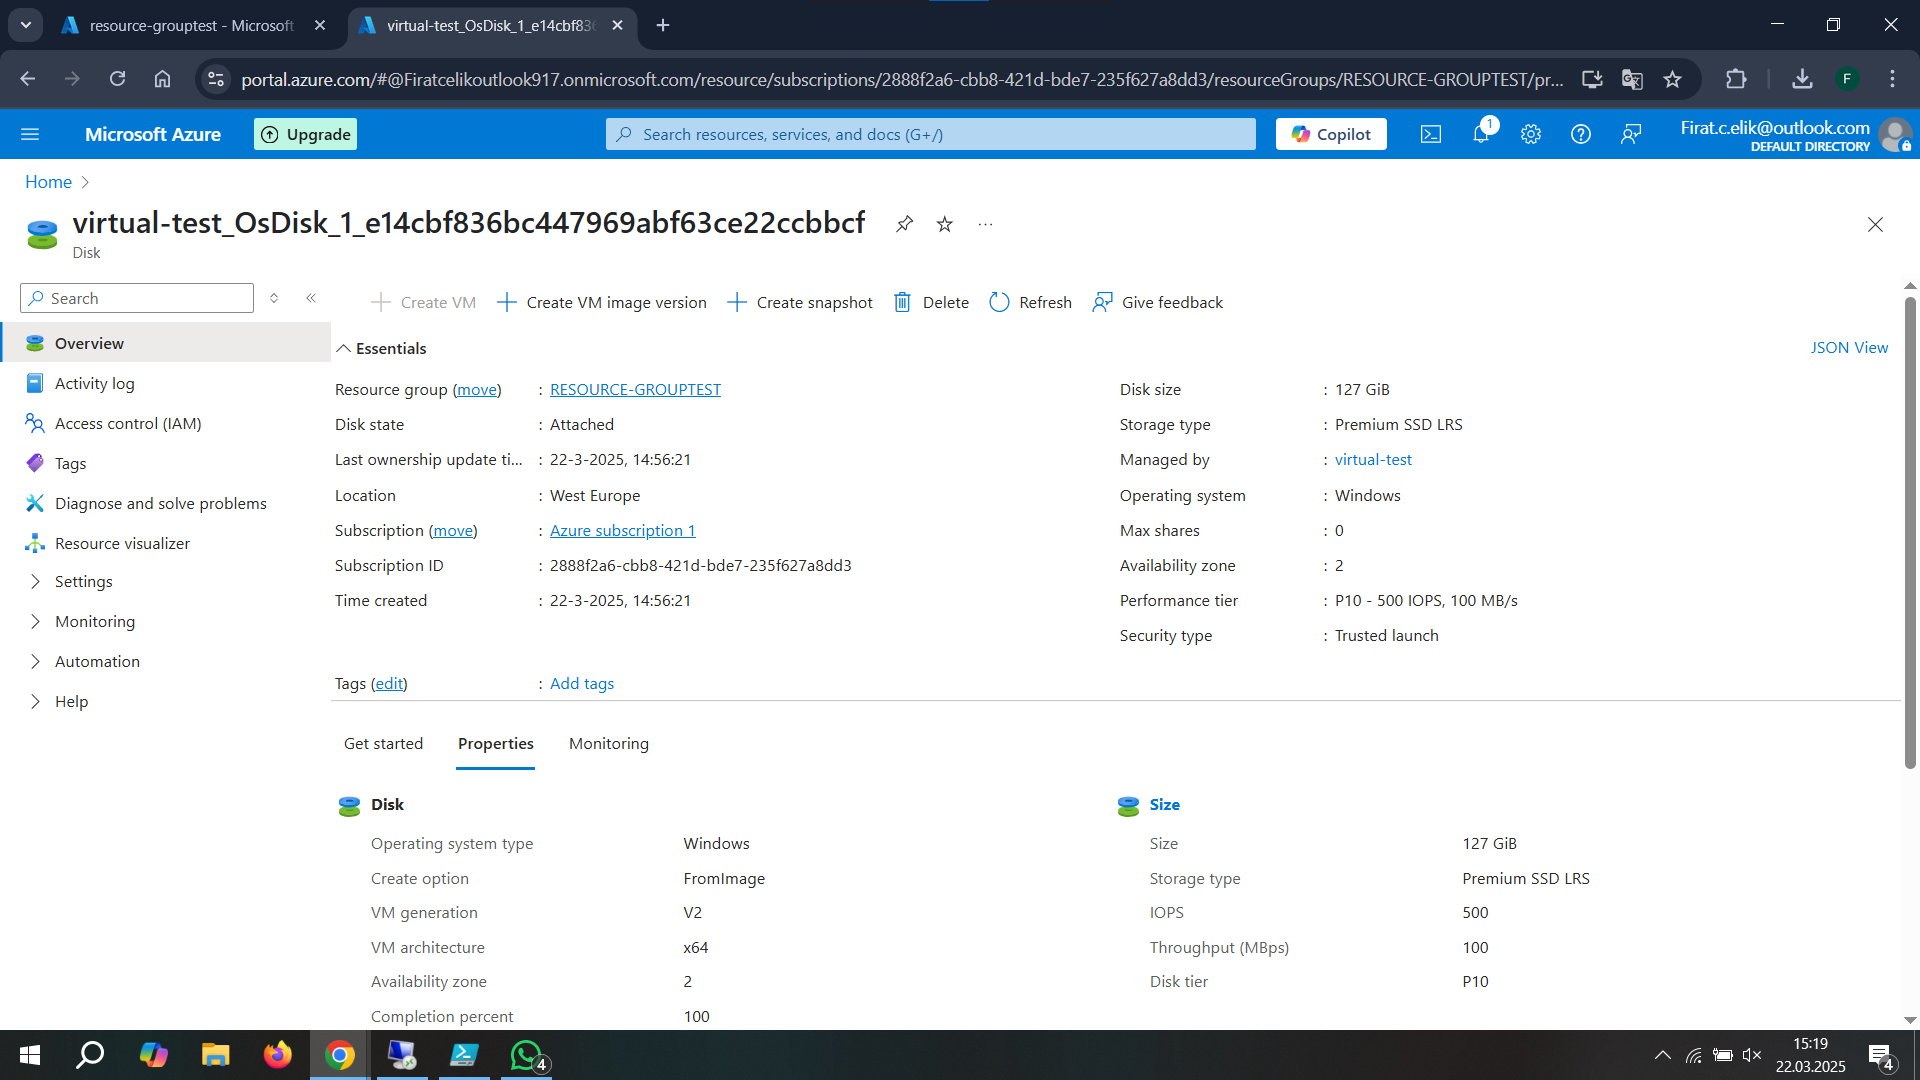 resource-grouptest - Microsoft
virtual-test_OsDisk_1_e14cbf836
portal.azure.com/#@Firatcelikoutlook917.onmicrosoft.com/resource/subscriptions/2888f2a6-cbb8-421d-bde7-235f627a8dd3/resourceGroups/RESOURCE-GROUPTEST/pr...
F
Microsoft Azure
Upgrade
Search resources, services, and docs (G+/)
Copilot
1
Firat.c.elik@outlook.com
DEFAULT DIRECTORY
Home
virtual-test_OsDisk_1_e14cbf836bc447969abf63ce22ccbbcf
...
Disk
Search
Create VM
Create VM image version
Create snapshot
Delete
Refresh
Give feedback
Overview
Activity log
Access control (IAM)
Tags
Diagnose and solve problems
Resource visualizer
Settings
Monitoring
Automation
Help
Essentials
JSON View
Resource group (move) : RESOURCE-GROUPTEST
Disk state : Attached
Last ownership update ti... : 22-3-2025, 14:56:21
Location : West Europe
Subscription (move) : Azure subscription 1
Subscription ID : 2888f2a6-cbb8-421d-bde7-235f627a8dd3
Time created : 22-3-2025, 14:56:21
Disk size : 127 GiB
Storage type : Premium SSD LRS
Managed by : virtual-test
Operating system : Windows
Max shares : 0
Availability zone : 2
Performance tier : P10 - 500 IOPS, 100 MB/s
Security type : Trusted launch
Tags (edit) : Add tags
Get started
Properties
Monitoring
Disk
Operating system type Windows
Create option FromImage
VM generation V2
VM architecture x64
Availability zone 2
Completion percent 100
Size
Size 127 GiB
Storage type Premium SSD LRS
IOPS 500
Throughput (MBps) 100
Disk tier P10
4
15:19
22.03.2025
4